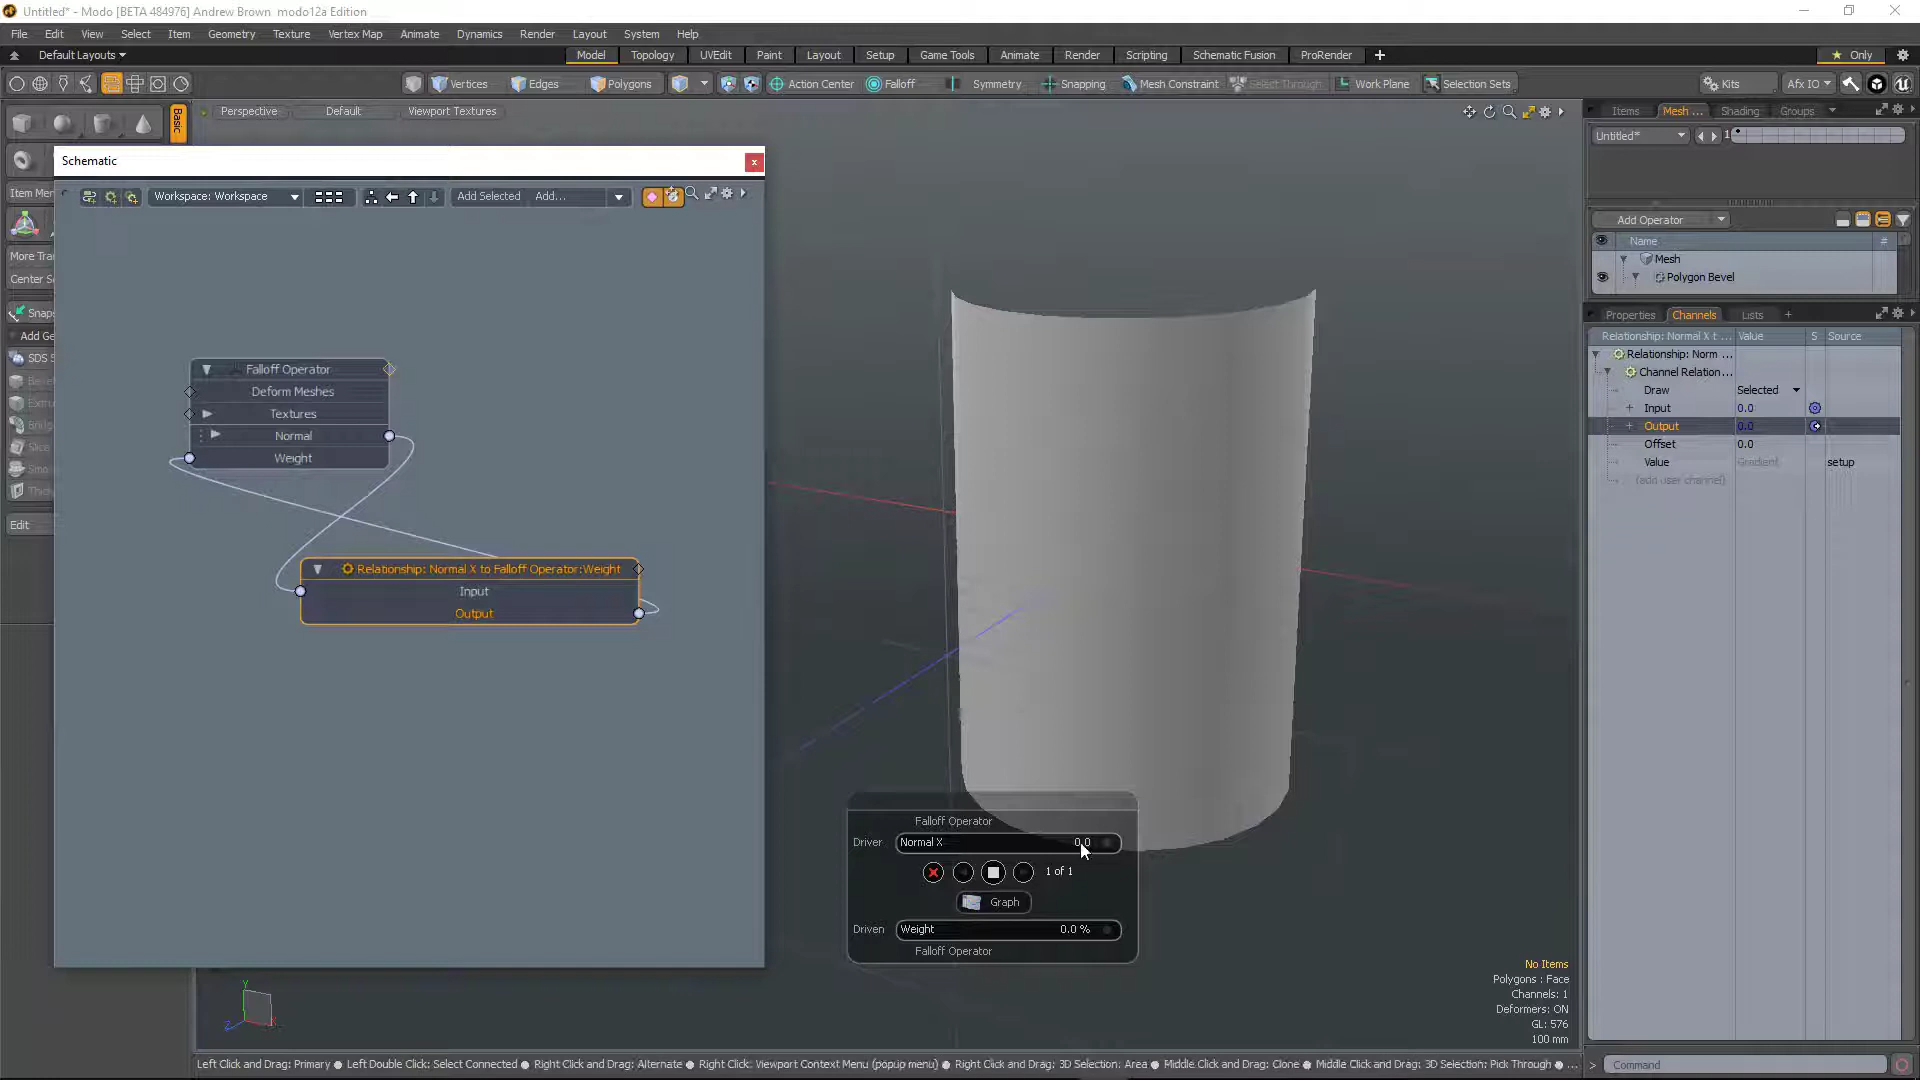 Untitled* - Modo [BETA 484976] Andrew Brown modo12a Edition
File Edit View Select Item Geometry Texture Vertex Map Animate Dynamics Render Layout System Help
Default Layouts Model Topology UVEdit Paint Layout Setup Game Tools Animate Render Scripting Schematic Fusion ProRender + Only
Vertices Edges Polygons Action Center Falloff Symmetry Snapping Mesh Constraint Select Through Work Plane Selection Sets Kits Afx IO
Perspective Default Viewport Textures
Items Mesh ... Shading Groups
Basic
Untitled* 1
Schematic x
Item Mer
Workspace: Workspace Add Selected Add...
Add Operator
Name #
Mesh
Polygon Bevel
More Tra
Center S
Snaps
Add Ge
SDS S
Edit
Properties Channels Lists +
Relationship: Normal X t ... Value S Source
Relationship: Norm ...
Channel Relation...
Draw Selected
Input 0.0
Output 0.0
Offset 0.0
Value Gradient setup
(add user channel)
Falloff Operator
Deform Meshes
Textures
Normal
Weight
Relationship: Normal X to Falloff Operator:Weight
Input
Output
Falloff Operator
Driver Normal X 0.0
1 of 1
Graph
Driven Weight 0.0 %
Falloff Operator
No Items
Polygons : Face
Channels: 1
Deformers: ON
GL: 576
100 mm
Y
Z
X
Left Click and Drag: Primary ● Left Double Click: Select Connected ● Right Click and Drag: Alternate ● Right Click: Viewport Context Menu (popup menu) ● Right Click and Drag: 3D Selection: Area ● Middle Click and Drag: Clone ● Middle Click and Drag: 3D Selection: Pick Through ● ...
> Command